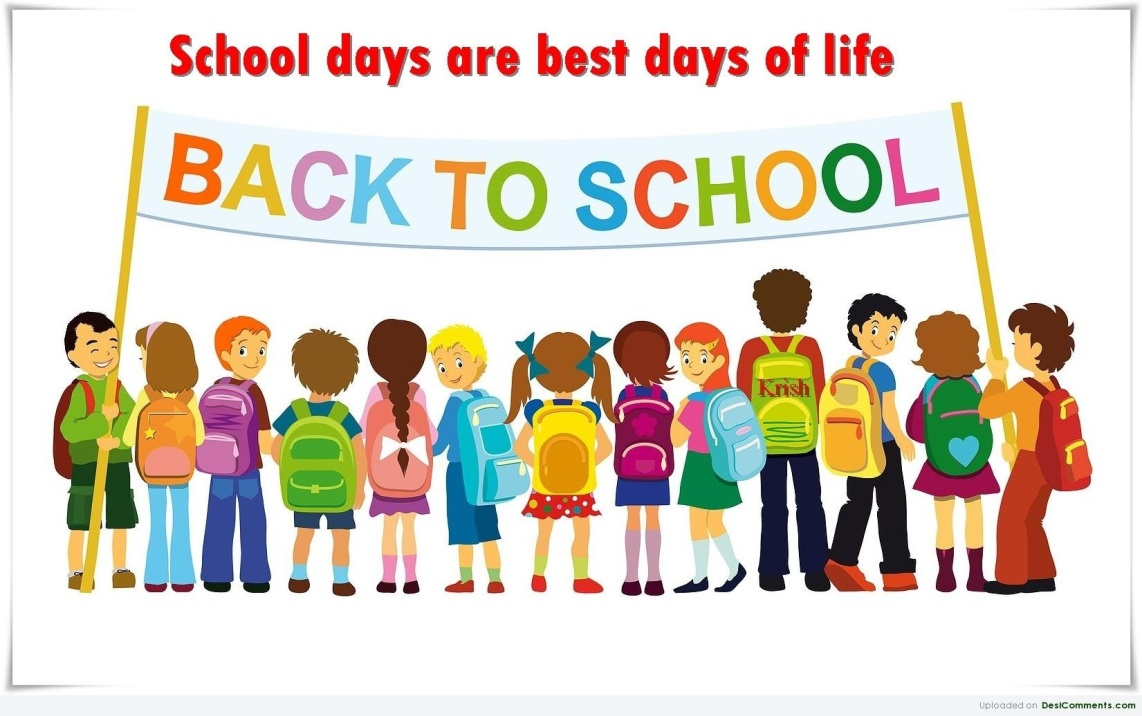 School days are best days of life
BACK TO SCHOOL
Krish
Uploaded on DesiComments.com